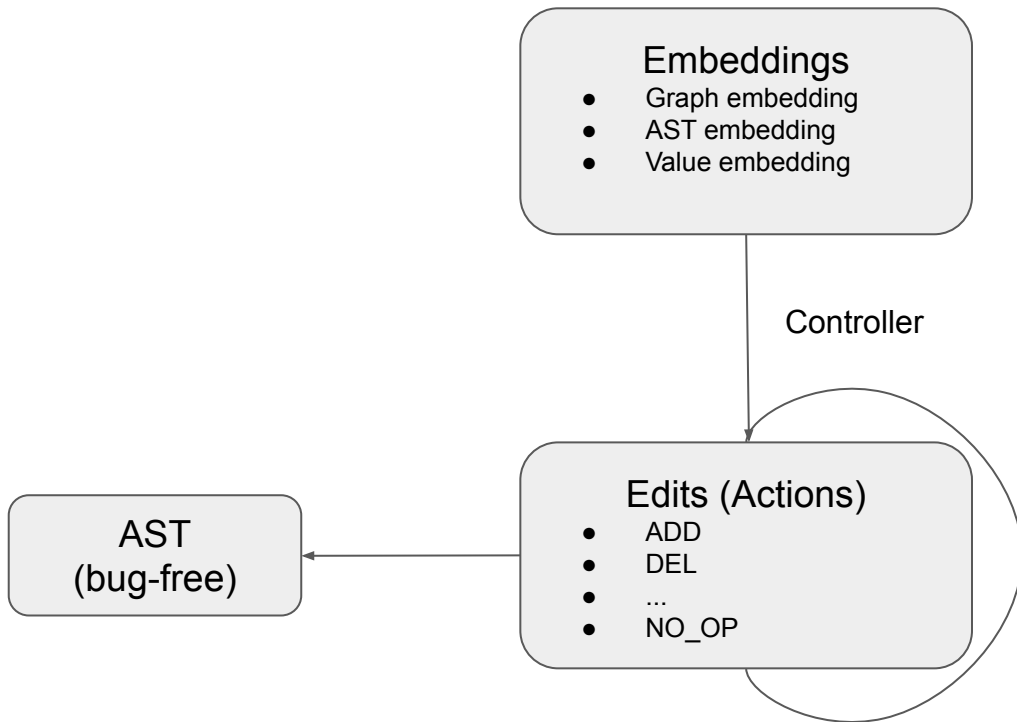 Embeddings
● Graph embedding
● AST embedding
● Value embedding
Controller
Edits (Actions)
● ADD
● DEL
● ...
● NO_OP
AST
(bug-free)